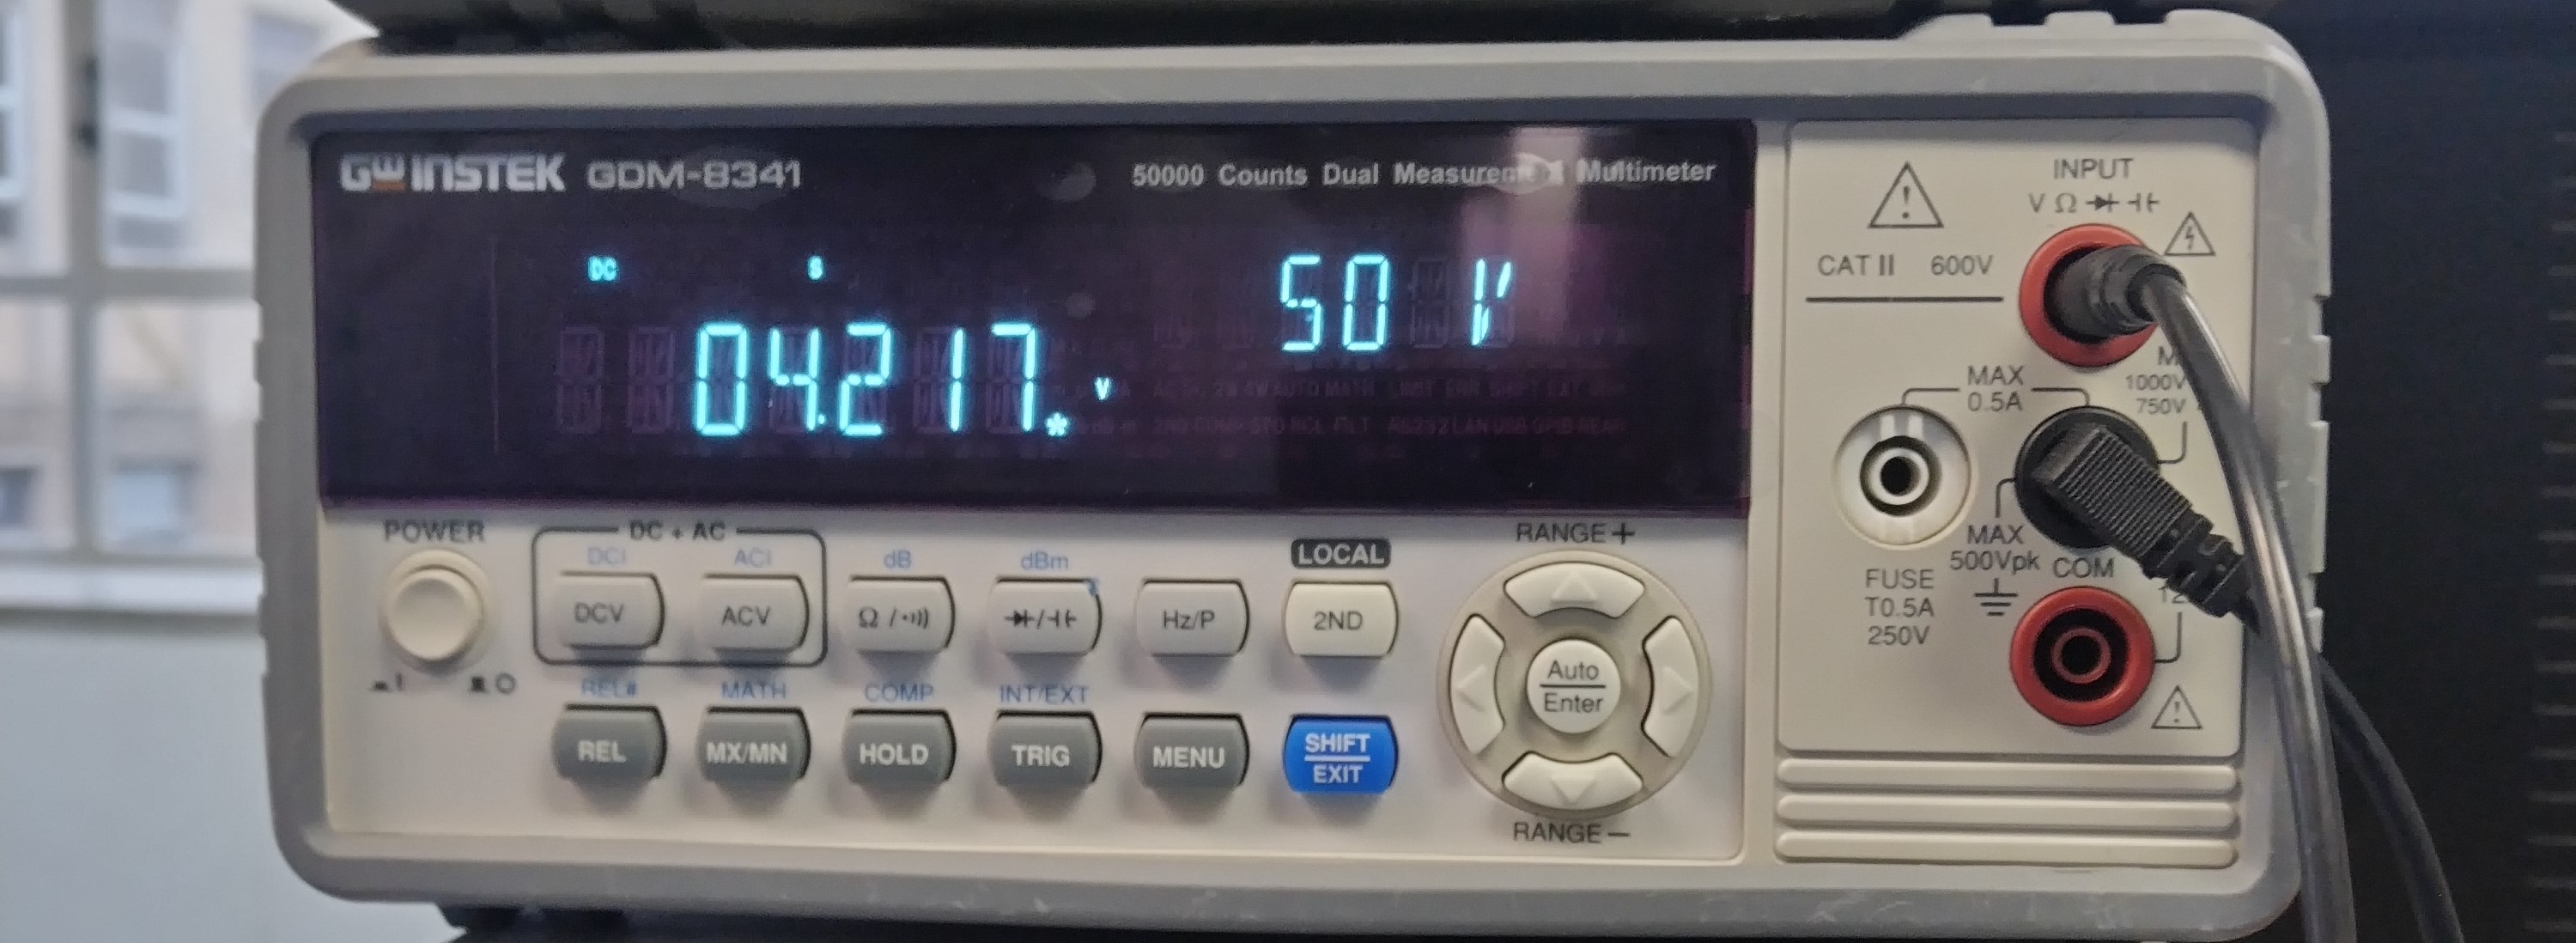 GWINSTEK GDM-8341
50000 Counts Dual Measurement Multimeter
DC S
04.217 V
50 V
INPUT
V Ω
CAT II 600V
MAX
0.5A
1000V
750V
MAX
500Vpk
COM
FUSE
T0.5A
250V
POWER
DC + AC
DCI
ACI
dB
dBm
LOCAL
RANGE+
DCV
ACV
Ω
Hz/P
2ND
Auto
Enter
REL#
MATH
COMP
INT/EXT
REL
MX/MN
HOLD
TRIG
MENU
SHIFT
EXIT
RANGE−